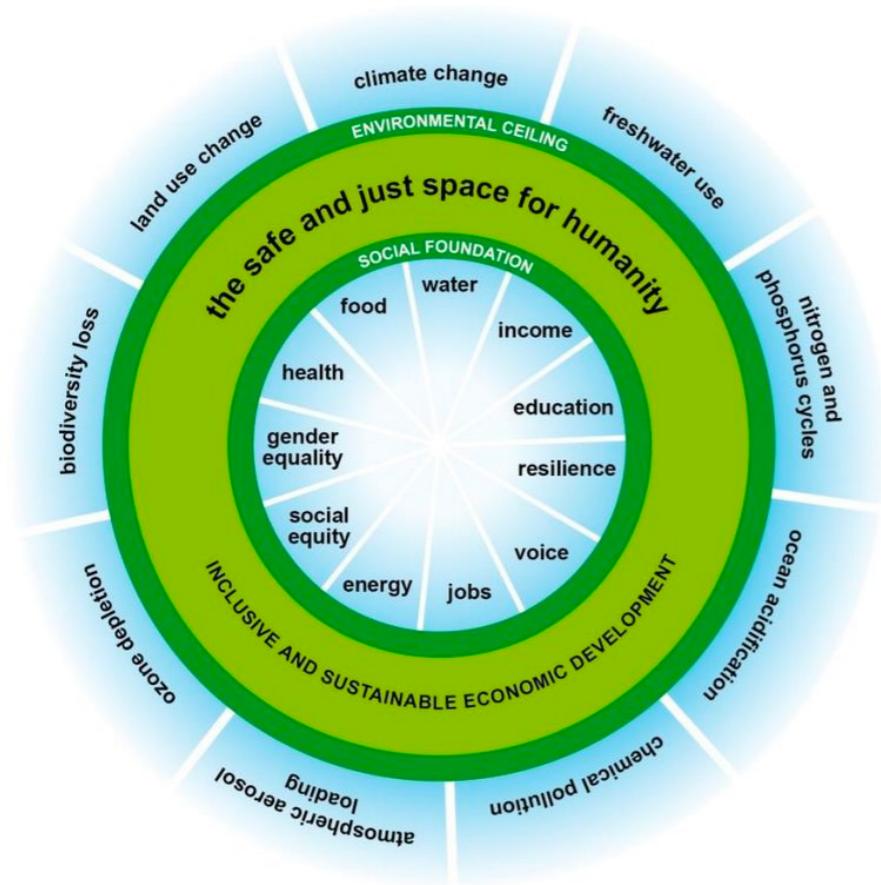 climate change
freshwater use
nitrogen and
phosphorus cycles
ocean acidification
chemical pollution
atmospheric aerosol
loading
ozone depletion
biodiversity loss
land use change
ENVIRONMENTAL CEILING
the safe and just space for humanity
SOCIAL FOUNDATION
water
income
education
resilience
voice
jobs
energy
social
equity
gender
equality
health
food
INCLUSIVE AND SUSTAINABLE ECONOMIC DEVELOPMENT